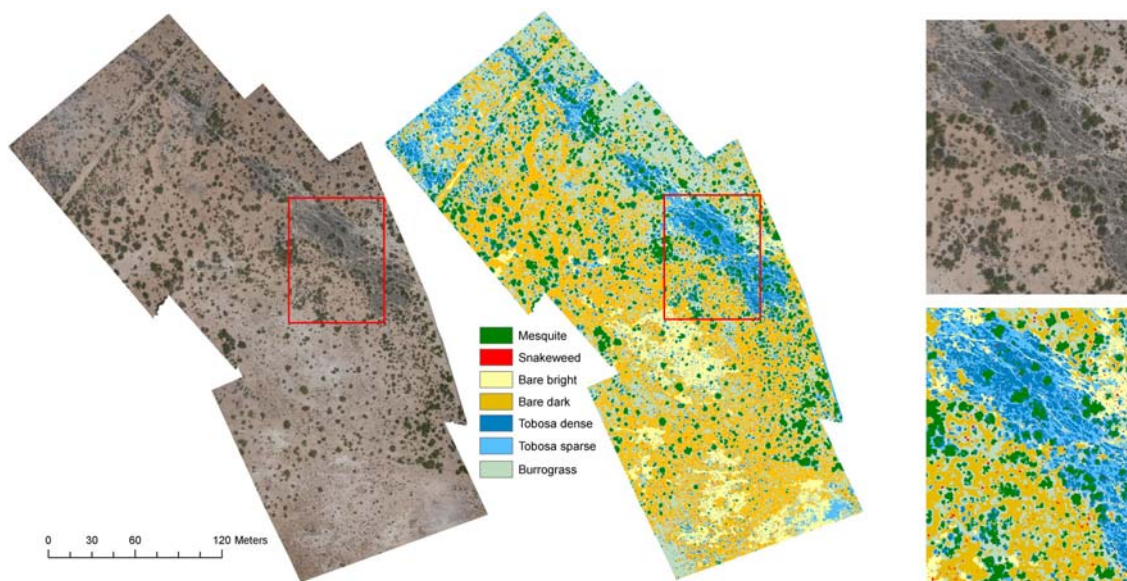 Mesquite
Snakeweed
Bare bright
Bare dark
Tobosa dense
Tobosa sparse
Burrograss
0 30 60 120 Meters